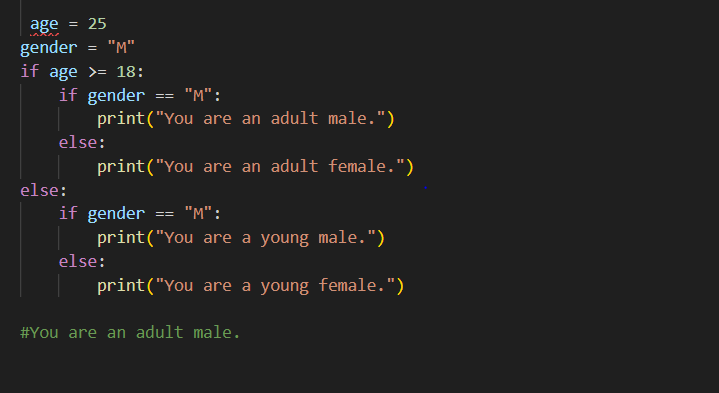 age = 25
gender = "M"
if age >= 18:
    if gender == "M":
        print("You are an adult male.")
    else:
        print("You are an adult female.")
else:
    if gender == "M":
        print("You are a young male.")
    else:
        print("You are a young female.")

#You are an adult male.